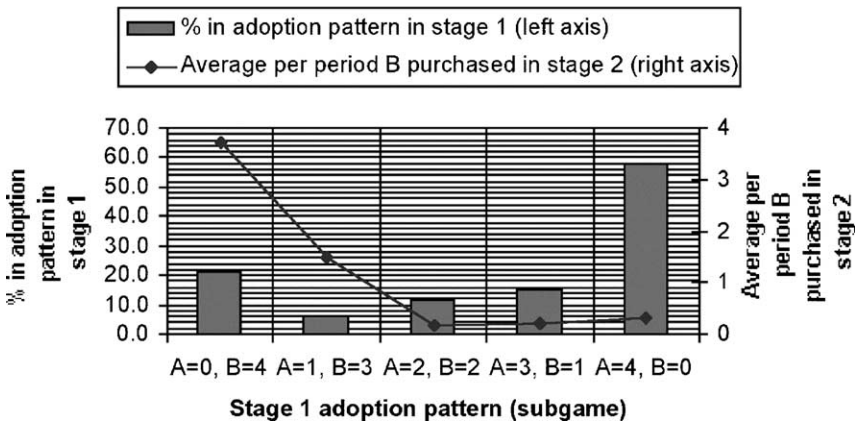 % in adoption pattern in stage 1 (left axis)
Average per period B purchased in stage 2 (right axis)
% in adoption
pattern in
stage 1
70.0
60.0
50.0
40.0
30.0
20.0
10.0
0.0
4
3
2
1
0
Average per
period B
purchased in
stage 2
A=0, B=4 A=1, B=3 A=2, B=2 A=3, B=1 A=4, B=0
Stage 1 adoption pattern (subgame)